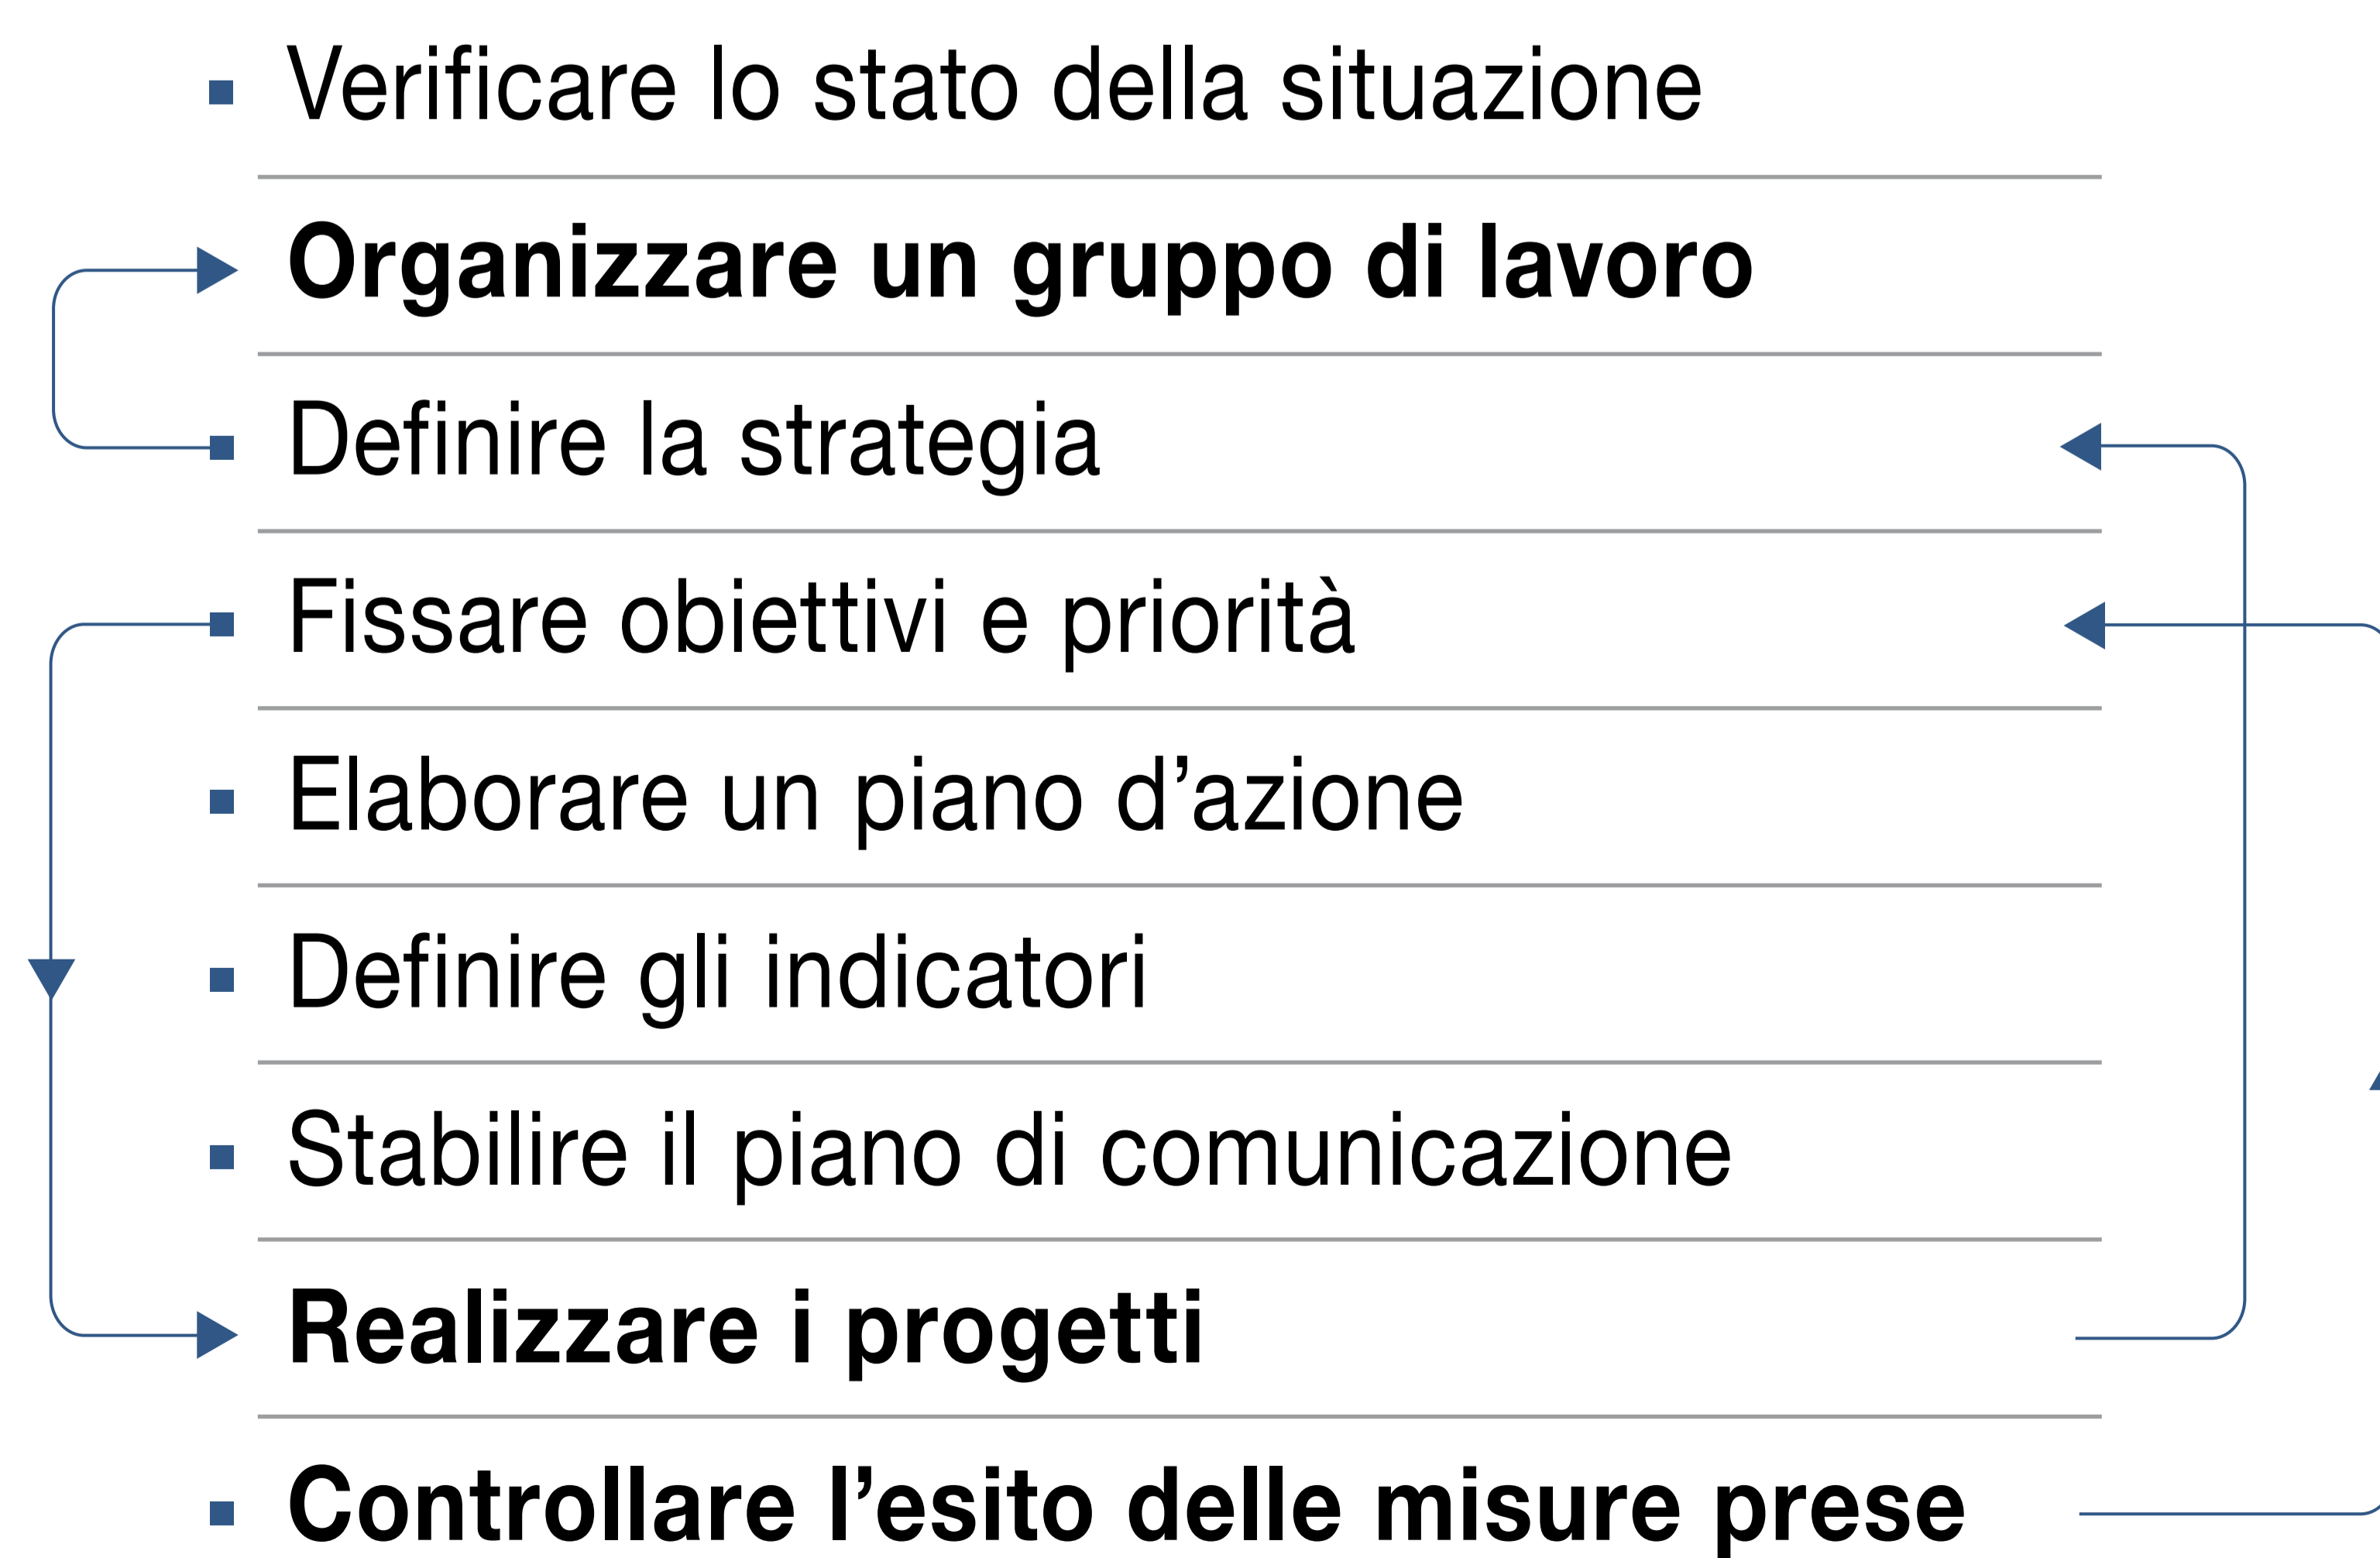 Verificare lo stato della situazione
Organizzare un gruppo di lavoro
Definire la strategia
Fissare obiettivi e priorità
Elaborare un piano d’azione
Definire gli indicatori
Stabilire il piano di comunicazione
Realizzare i progetti
Controllare l’esito delle misure prese